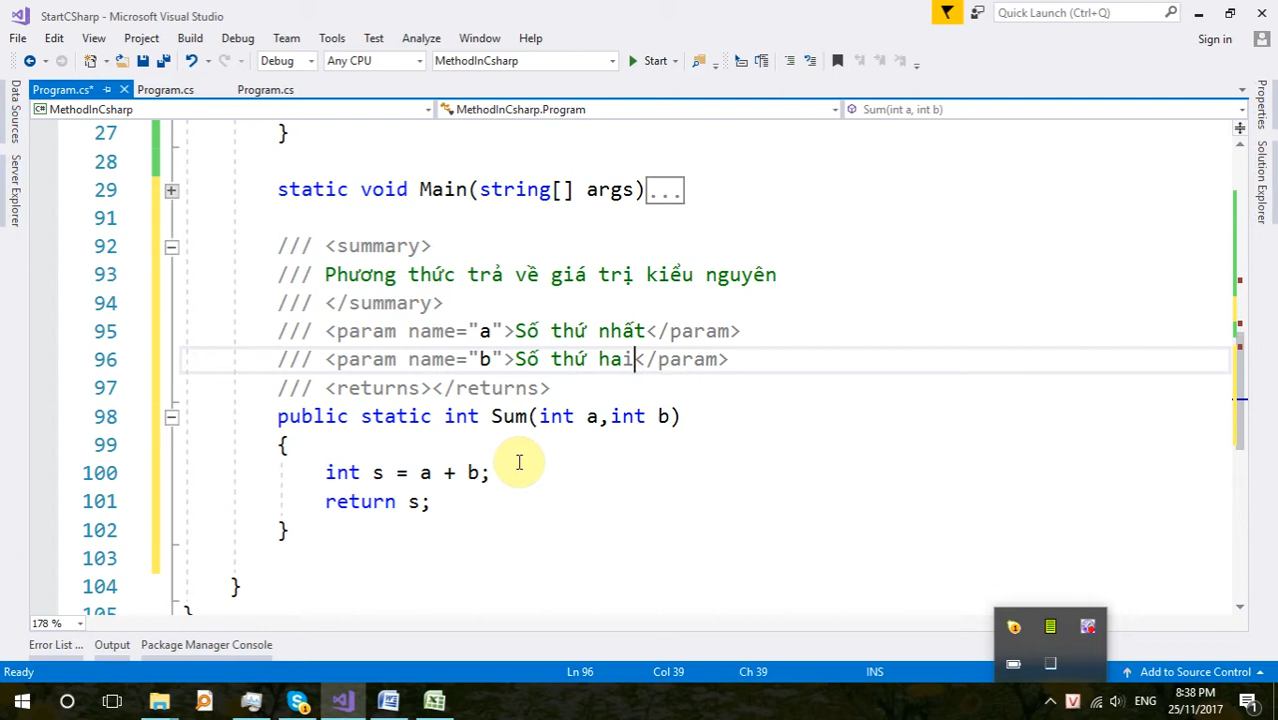 StartCSharp - Microsoft Visual Studio
Quick Launch (Ctrl+Q)
File Edit View Project Build Debug Team Tools Test Analyze Window Help
Sign in
Debug Any CPU MethodInCsharp Start
Program.cs* Program.cs Program.cs
MethodInCsharp MethodInCsharp.Program Sum(int a, int b)
Data Sources
Server Explorer
Properties
Solution Explorer
27 }
28
29 static void Main(string[] args)...
91
92 /// <summary>
93 /// Phương thức trả về giá trị kiểu nguyên
94 /// </summary>
95 /// <param name="a">Số thứ nhất</param>
96 /// <param name="b">Số thứ hai</param>
97 /// <returns></returns>
98 public static int Sum(int a,int b)
99 {
100 int s = a + b;
101 return s;
102 }
103
104 }
105 }
178 %
Error List ... Output Package Manager Console
Ready Ln 96 Col 39 Ch 39 INS Add to Source Control
ENG 8:38 PM
25/11/2017